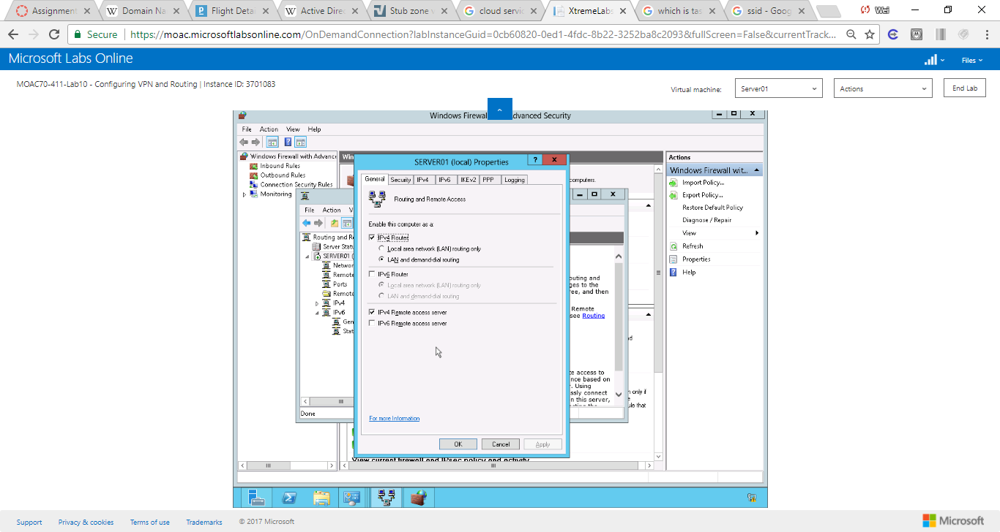 Assignment
Domain Na
Flight Detai
Active Dire
Stub zone v
cloud servic
XtremeLabs
which is tas
ssid - Goog
Wei
Secure
https://moac.microsoftlabsonline.com/OnDemandConnection?labInstanceGuid=0cb60820-0ed1-4fdc-8b22-3252ba8c2093&fullScreen=False&currentTrack...
Microsoft Labs Online
Files
MOAC70-411-Lab10 - Configuring VPN and Routing | Instance ID: 3701083
Virtual machine:
Server01
Actions
End Lab
Windows Firewal
dvanced Security
File Action View Help
Windows Firewall with Advanc
Inbound Rules
Outbound Rules
Connection Security Rules
Monitoring
Win
computers.
File Action V
Routing and R
Server Statu
SERVER01 (
Networ
Remote
Ports
Remote
IPv4
IPv6
Gen
Stat
Done
SERVER01 (local) Properties
General Security IPv4 IPv6 IKEv2 PPP Logging
Routing and Remote Access
Enable this computer as a:
IPv4 Router
Local area network (LAN) routing only
LAN and demand-dial routing
IPv6 Router
Local area network (LAN) routing only
LAN and demand-dial routing
IPv4 Remote access server
IPv6 Remote access server
For more Information
OK Cancel Apply
outing and
ges to the
ree, and then
Remote
see Routing
te access to
nce based on
r. Using
ssly connect
n this server,
nd
n only if
e
ule that
View current firewall and IPsec policy and activity
Actions
Windows Firewall wit...
Import Policy...
Export Policy...
Restore Default Policy
Diagnose / Repair
View
Refresh
Properties
Help
Support
Privacy & cookies
Terms of use
Trademarks
© 2017 Microsoft
Microsoft